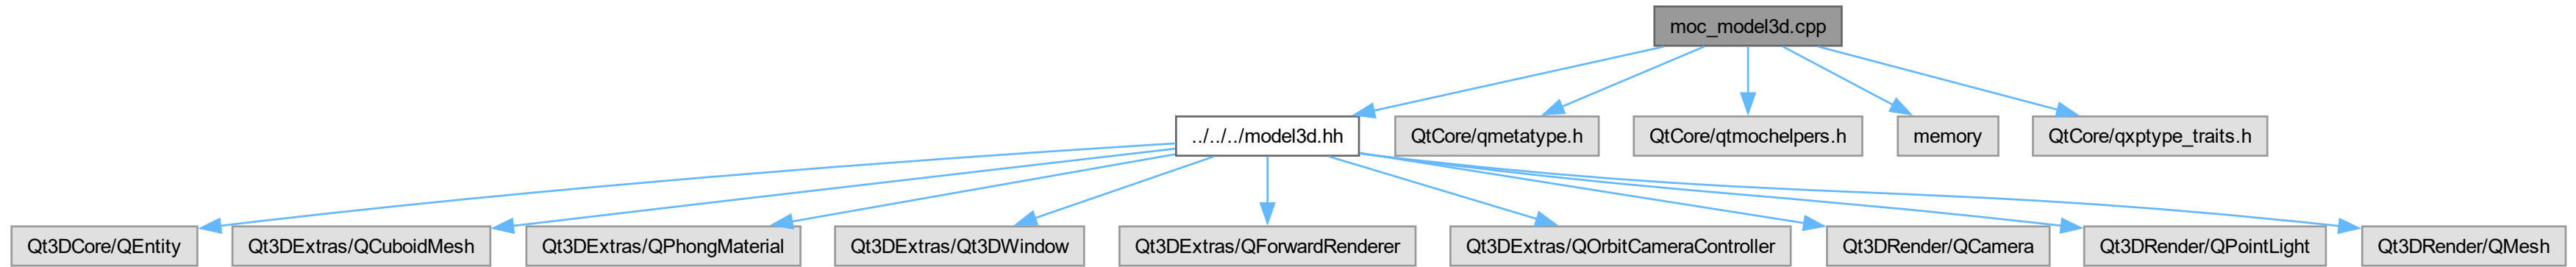 moc_model3d.cpp
../../../model3d.hh
QtCore/qmetatype.h
QtCore/qtmochelpers.h
memory
QtCore/qxptype_traits.h
Qt3DCore/QEntity
Qt3DExtras/QCuboidMesh
Qt3DExtras/QPhongMaterial
Qt3DExtras/Qt3DWindow
Qt3DExtras/QForwardRenderer
Qt3DExtras/QOrbitCameraController
Qt3DRender/QCamera
Qt3DRender/QPointLight
Qt3DRender/QMesh